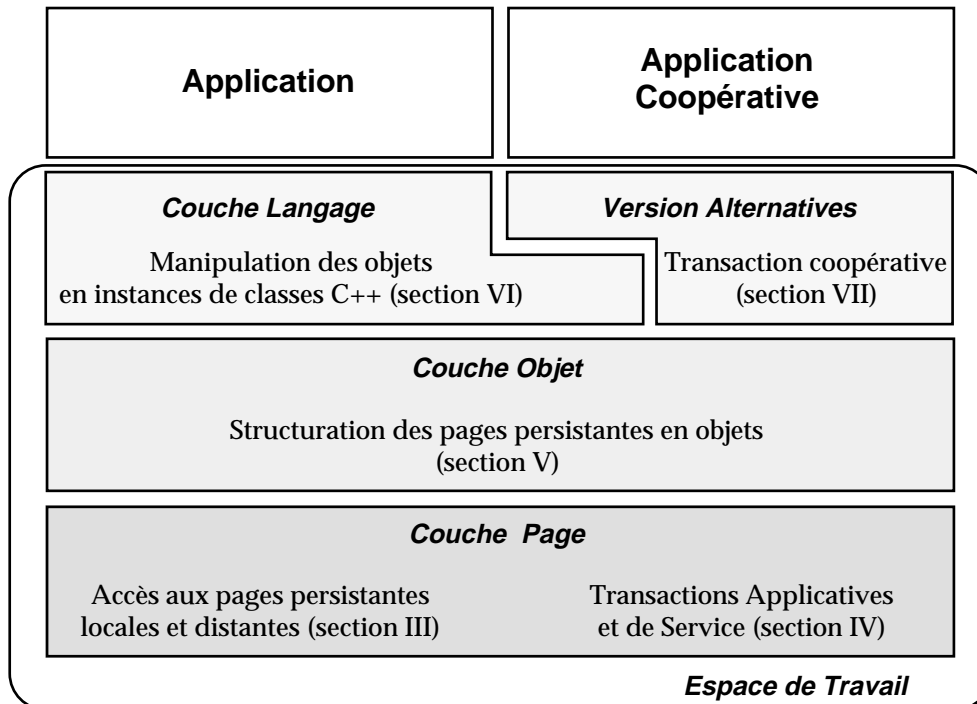 Application
Application
Coopérative
Couche Langage
Manipulation des objets
en instances de classes C++ (section VI)
Version Alternatives
Transaction coopérative
(section VII)
Couche Objet
Structuration des pages persistantes en objets
(section V)
Couche Page
Accès aux pages persistantes
locales et distantes (section III)
Transactions Applicatives
et de Service (section IV)
Espace de Travail